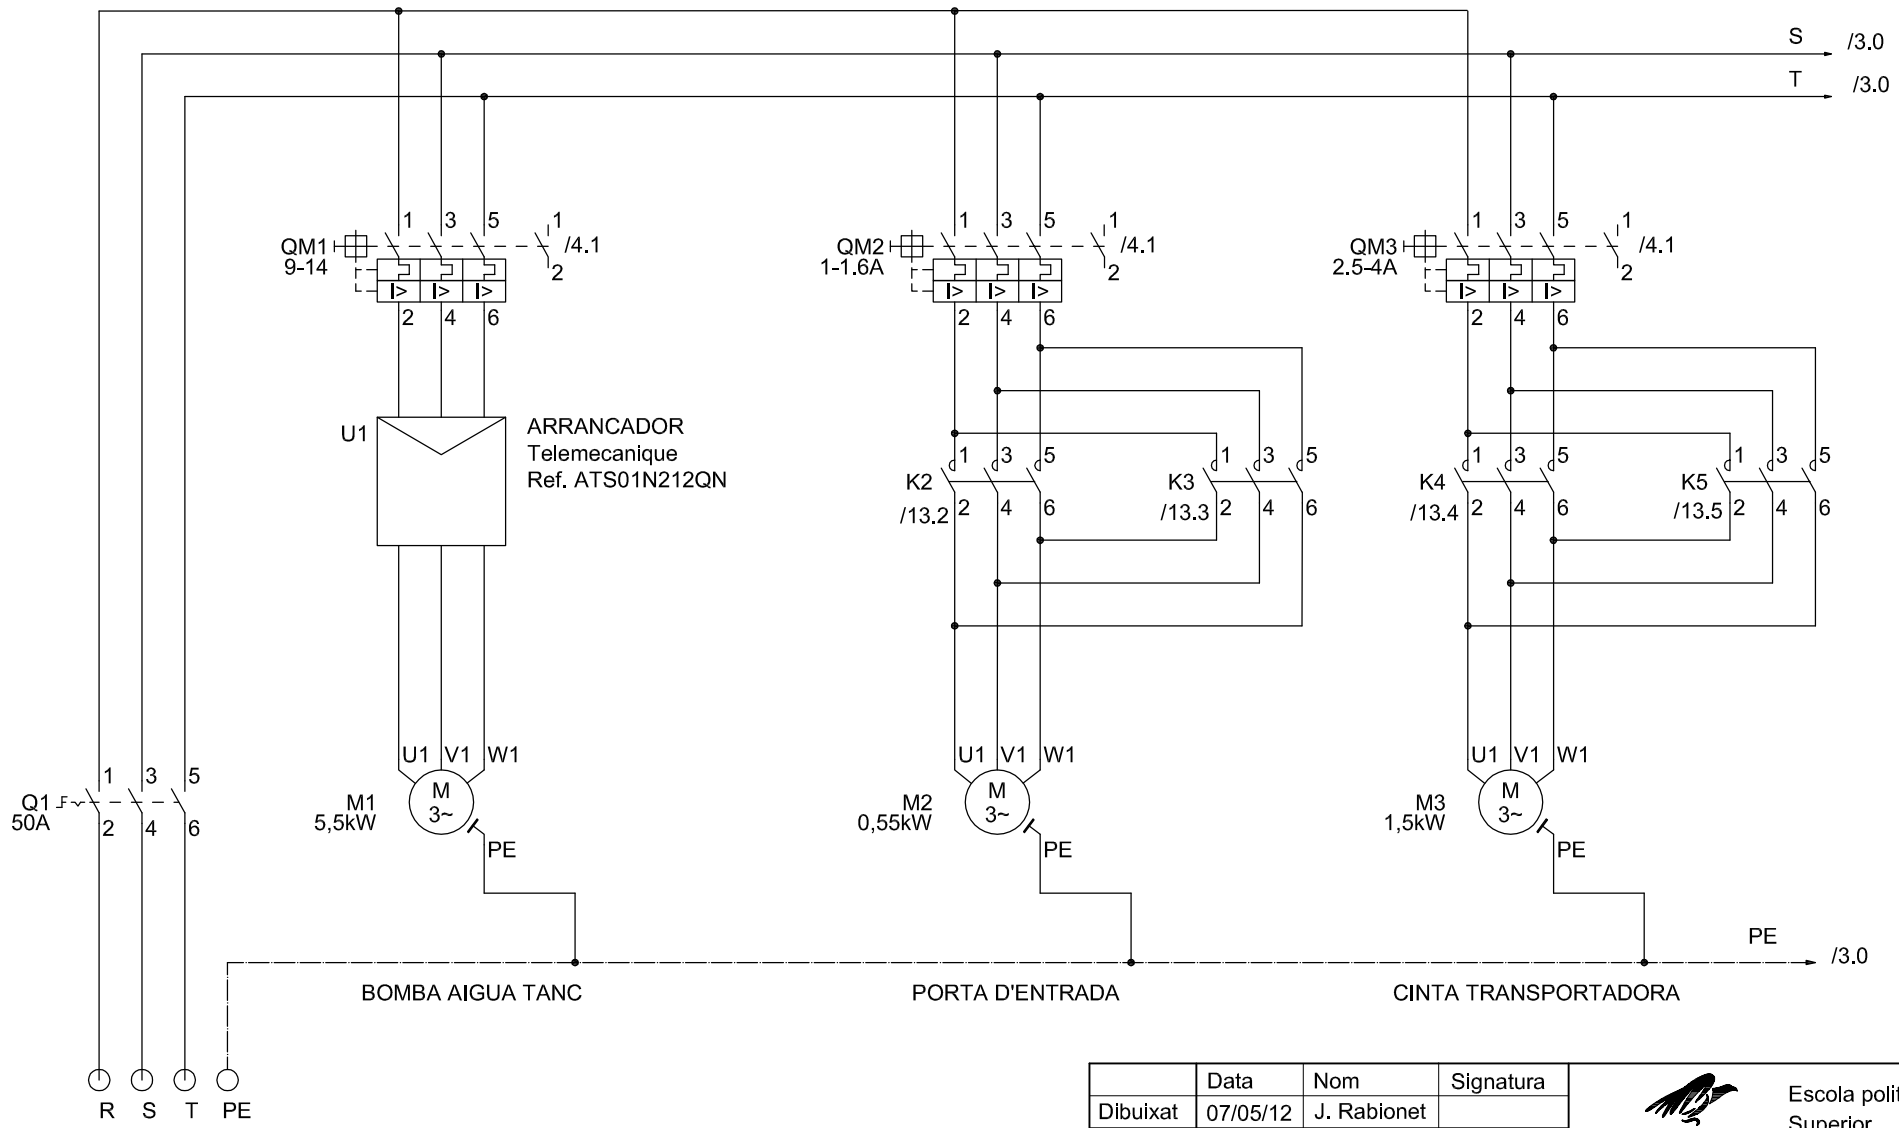 S /3.0
T /3.0
1 3 5 1
QM1 /4.1
9-14 2
I> I> I>
2 4 6
1 3 5 1
QM2 /4.1
1-1.6A 2
I> I> I>
2 4 6
1 3 5 1
QM3 /4.1
2.5-4A 2
I> I> I>
2 4 6
U1
ARRANCADOR
Telemecanique
Ref. ATS01N212QN
1 3 5
K2
/13.2 2 4 6
1 3 5
K3
/13.3 2 4 6
1 3 5
K4
/13.4 2 4 6
1 3 5
K5
/13.5 2 4 6
1 3 5
Q1
50A 2 4 6
U1 V1 W1
M1
5,5kW
M
3~
PE
U1 V1 W1
M2
0,55kW
M
3~
PE
U1 V1 W1
M3
1,5kW
M
3~
PE
PE /3.0
BOMBA AIGUA TANC
PORTA D'ENTRADA
CINTA TRANSPORTADORA
R S T PE
Data Nom Signatura
Dibuixat 07/05/12 J. Rabionet
Escola polit
Superior